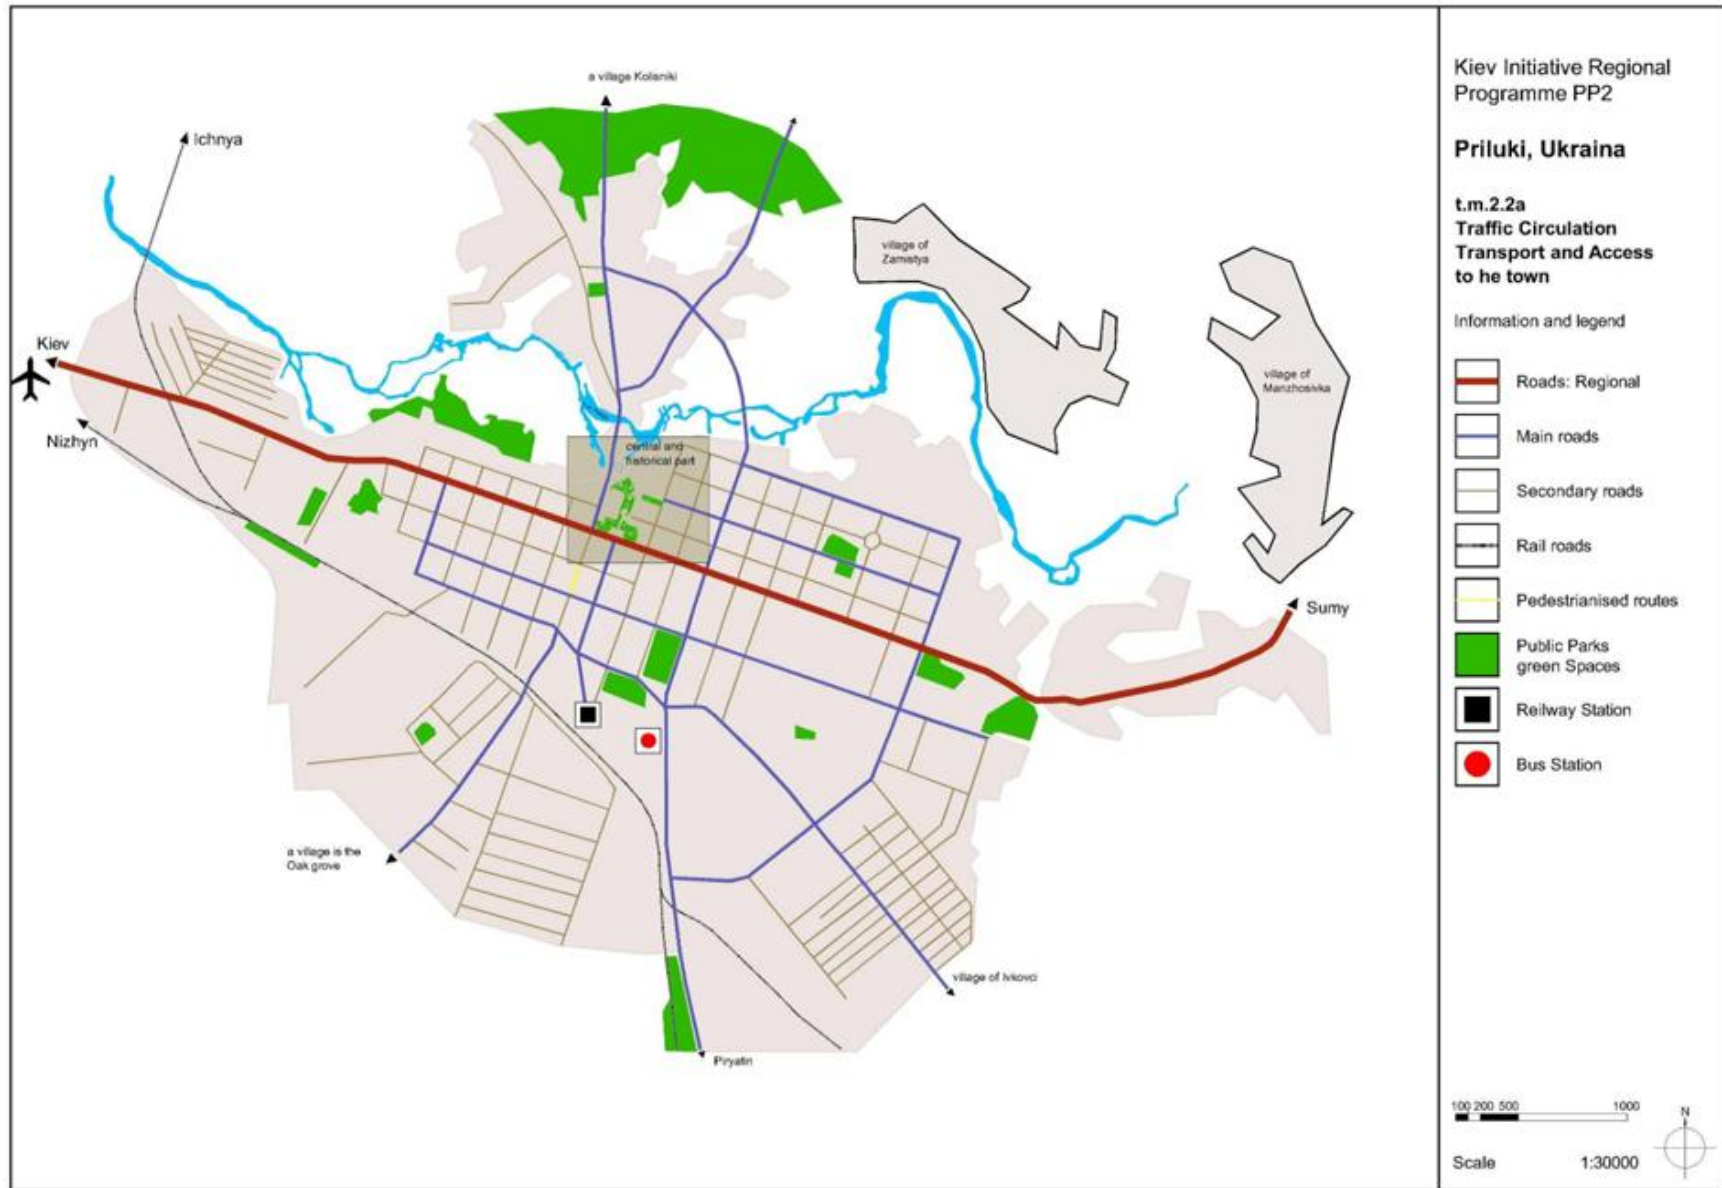 a village Kolisniki
Ichnya
village of
Zamistya
Kiev
village of
Manzhosivka
Nizhyn
central and
historical part
Sumy
a village is the
Oak grove
village of Ivkovci
Piryatin
Kiev Initiative Regional
Programme PP2
Priluki, Ukraina
t.m.2.2a
Traffic Circulation
Transport and Access
to he town
Information and legend
Roads: Regional
Main roads
Secondary roads
Rail roads
Pedestrianised routes
Public Parks
green Spaces
Reilway Station
Bus Station
100 200 500 1000
N
Scale 1:30000